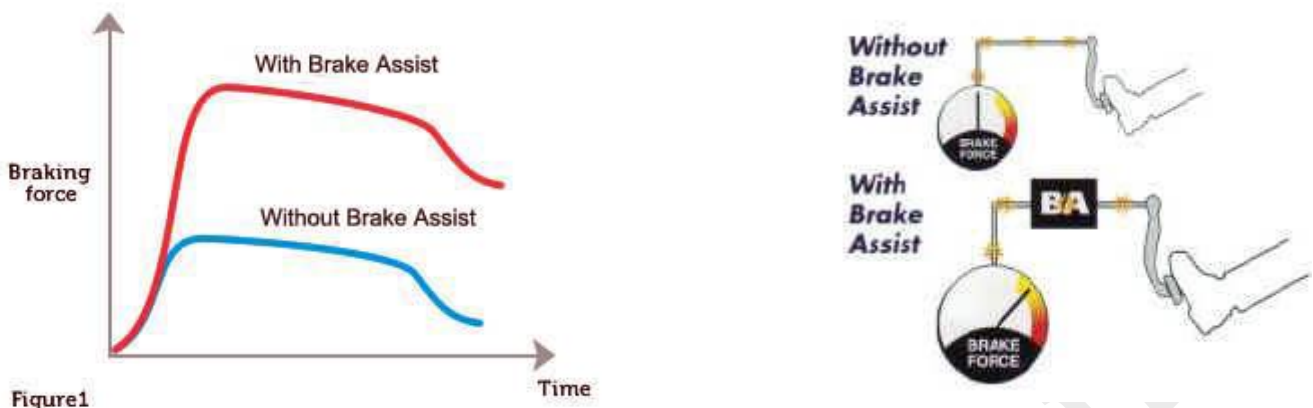 With Brake Assist
Braking
force
Without Brake Assist
Time
Figure1
Without
Brake
Assist
BRAKE
FORCE
With
Brake
Assist
BA
BRAKE
FORCE